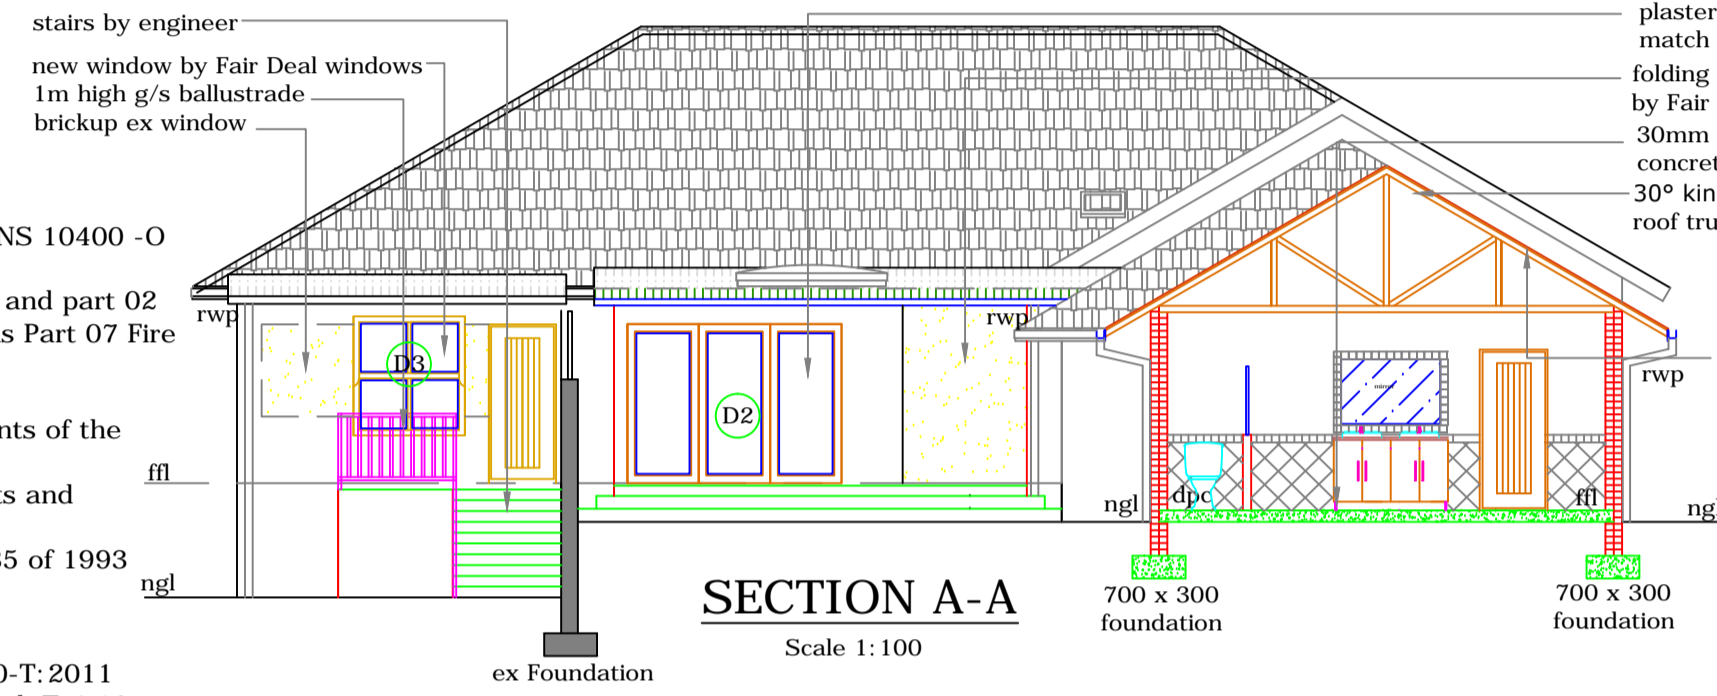 stairs by engineer
new window by Fair Deal windows
1m high g/s ballustrade
brickup ex window
NS 10400 -O
and part 02
s Part 07 Fire
nts of the
ts and
35 of 1993
0-T:2011
plaster
match
folding
by Fair
30mm
concret
30° kin
roof tru
rwp
rwp
rwp
D3
D2
mirror
ffl
ngl
ngl
dpc
ffl
ngl
SECTION A-A
Scale 1:100
ex Foundation
700 x 300
foundation
700 x 300
foundation